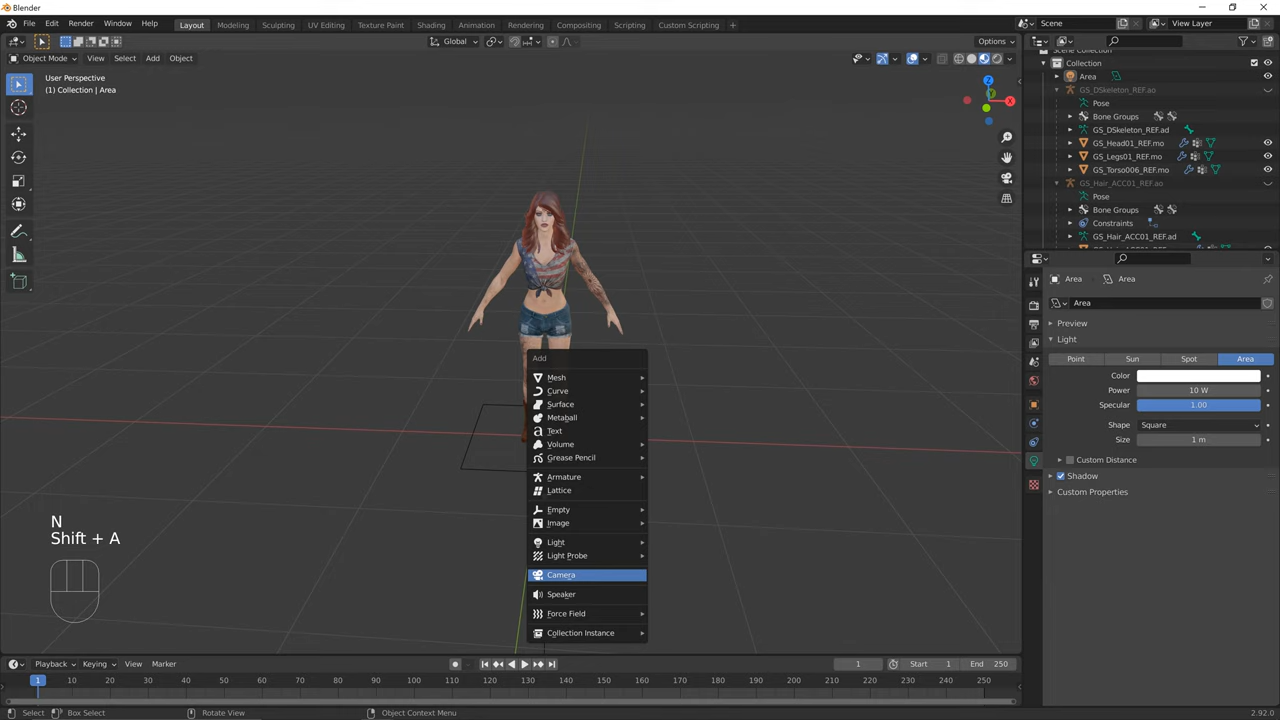 Blender
File Edit Render Window Help Layout Modeling Sculpting UV Editing Texture Paint Shading Animation Rendering Compositing Scripting Custom Scripting + Scene View Layer
Global Options
Object Mode View Select Add Object
User Perspective
(1) Collection | Area
X
Scene Collection
Collection
Area
GS_DSkeleton_REF.ao
Pose
Bone Groups
GS_DSkeleton_REF.ad
GS_Head01_REF.mo
GS_Legs01_REF.mo
GS_Torso006_REF.mo
GS_Hair_ACC01_REF.ao
Pose
Bone Groups
Constraints
GS_Hair_ACC01_REF.ad
Area Area
Area
Preview
Light
Point Sun Spot Area
Color
Power 10 W
Specular 1.00
Shape Square
Size 1 m
Custom Distance
Shadow
Custom Properties
Add
Mesh
Curve
Surface
Metaball
Text
Volume
Grease Pencil
Armature
Lattice
Empty
Image
Light
Light Probe
Camera
Speaker
Force Field
Collection Instance
N
Shift + A
Playback Keying View Marker 1 Start 1 End 250
1 10 20 30 40 50 60 70 80 90 100 110 120 130 140 150 160 170 180 190 200 210 220 230 240 250
Select Box Select Rotate View Object Context Menu 2.92.0